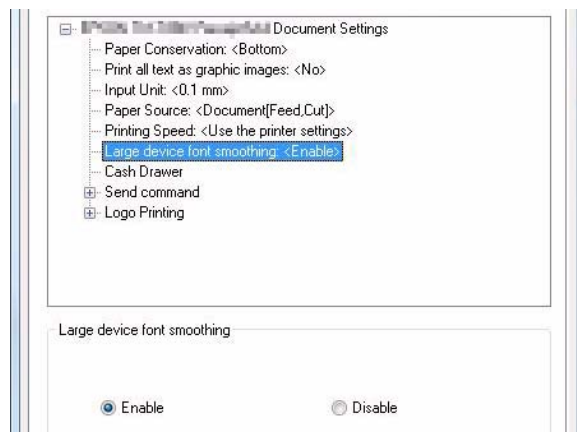 Document Settings
Paper Conservation: <Bottom>
Print all text as graphic images: <No>
Input Unit: <0.1 mm>
Paper Source: <Document[Feed,Cut]>
Printing Speed: <Use the printer settings>
Large device font smoothing: <Enable>
Cash Drawer
Send command
Logo Printing
Large device font smoothing
Enable Disable